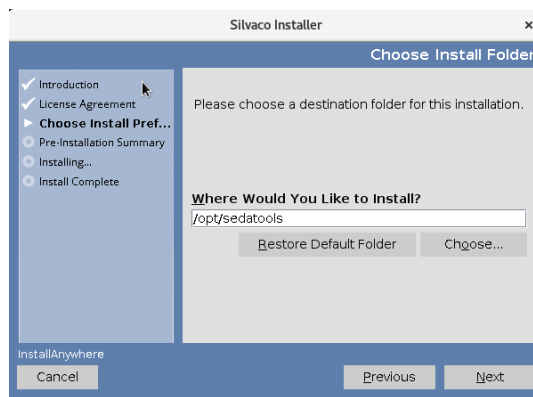 Silvaco Installer
×
Choose Install Folder
Introduction
License Agreement
Choose Install Pref...
Pre-Installation Summary
Installing...
Install Complete
Please choose a destination folder for this installation.
Where Would You Like to Install?
/opt/sedatools
Restore Default Folder
Choose...
InstallAnywhere
Cancel
Previous
Next